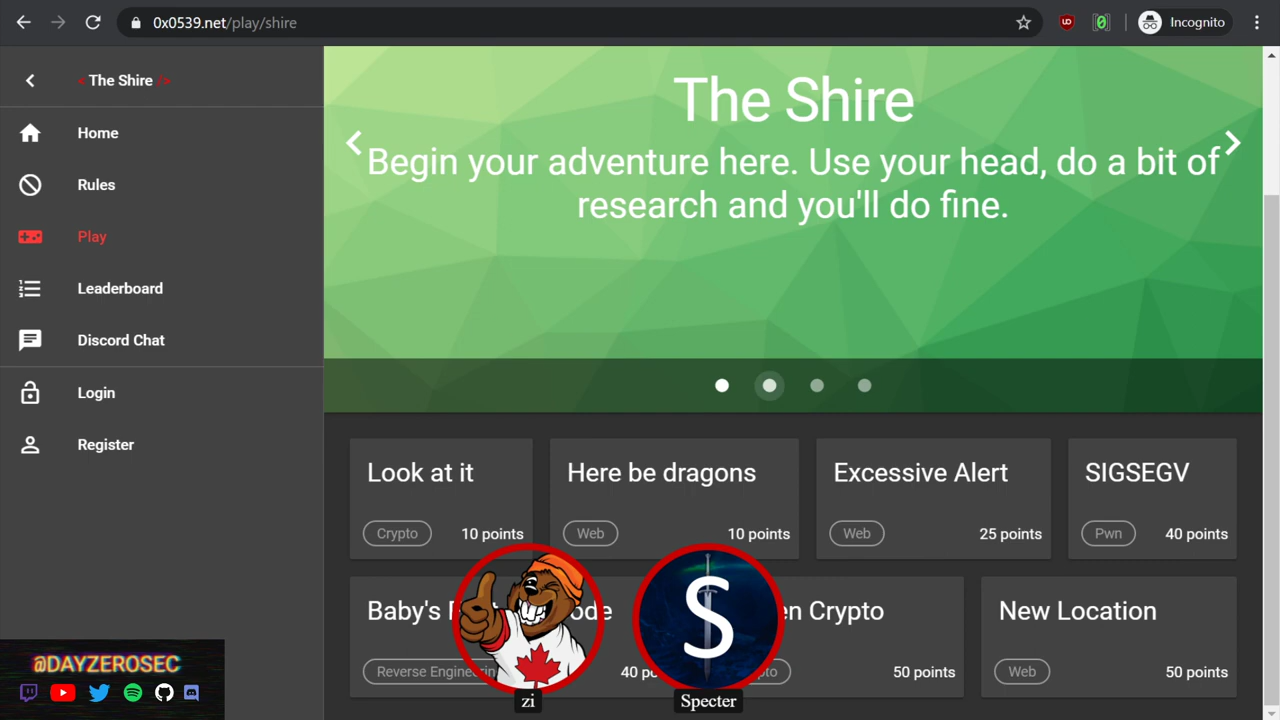 0x0539.net/play/shire
Incognito
The Shire
Home
Rules
Play
Leaderboard
Discord Chat
Login
Register
The Shire
Begin your adventure here. Use your head, do a bit of
research and you'll do fine.
Look at it
Crypto
10 points
Here be dragons
Web
10 points
Excessive Alert
Web
25 points
SIGSEGV
Pwn
40 points
Baby's
Reverse
40
Crypto
50 points
New Location
Web
50 points
@DAYZEROSEC
S
zi
Specter